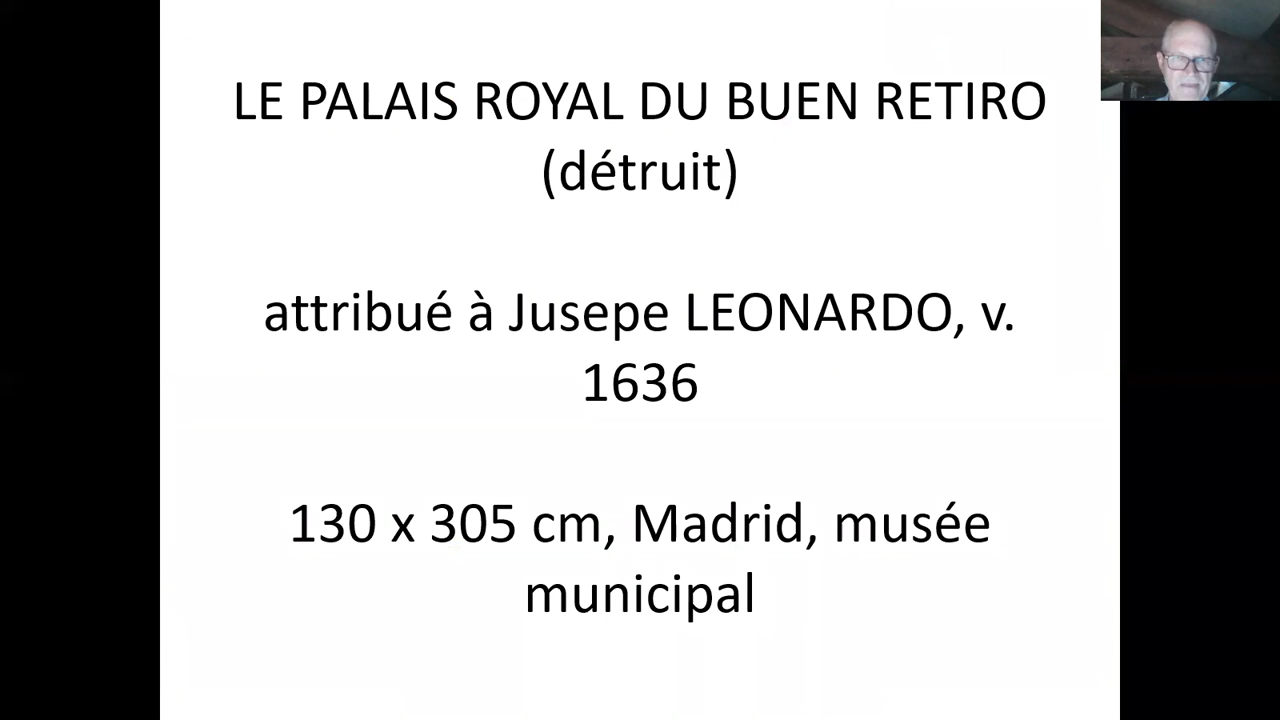 LE PALAIS ROYAL DU BUEN RETIRO
(détruit)
attribué à Jusepe LEONARDO, v.
1636
130 x 305 cm, Madrid, musée
municipal